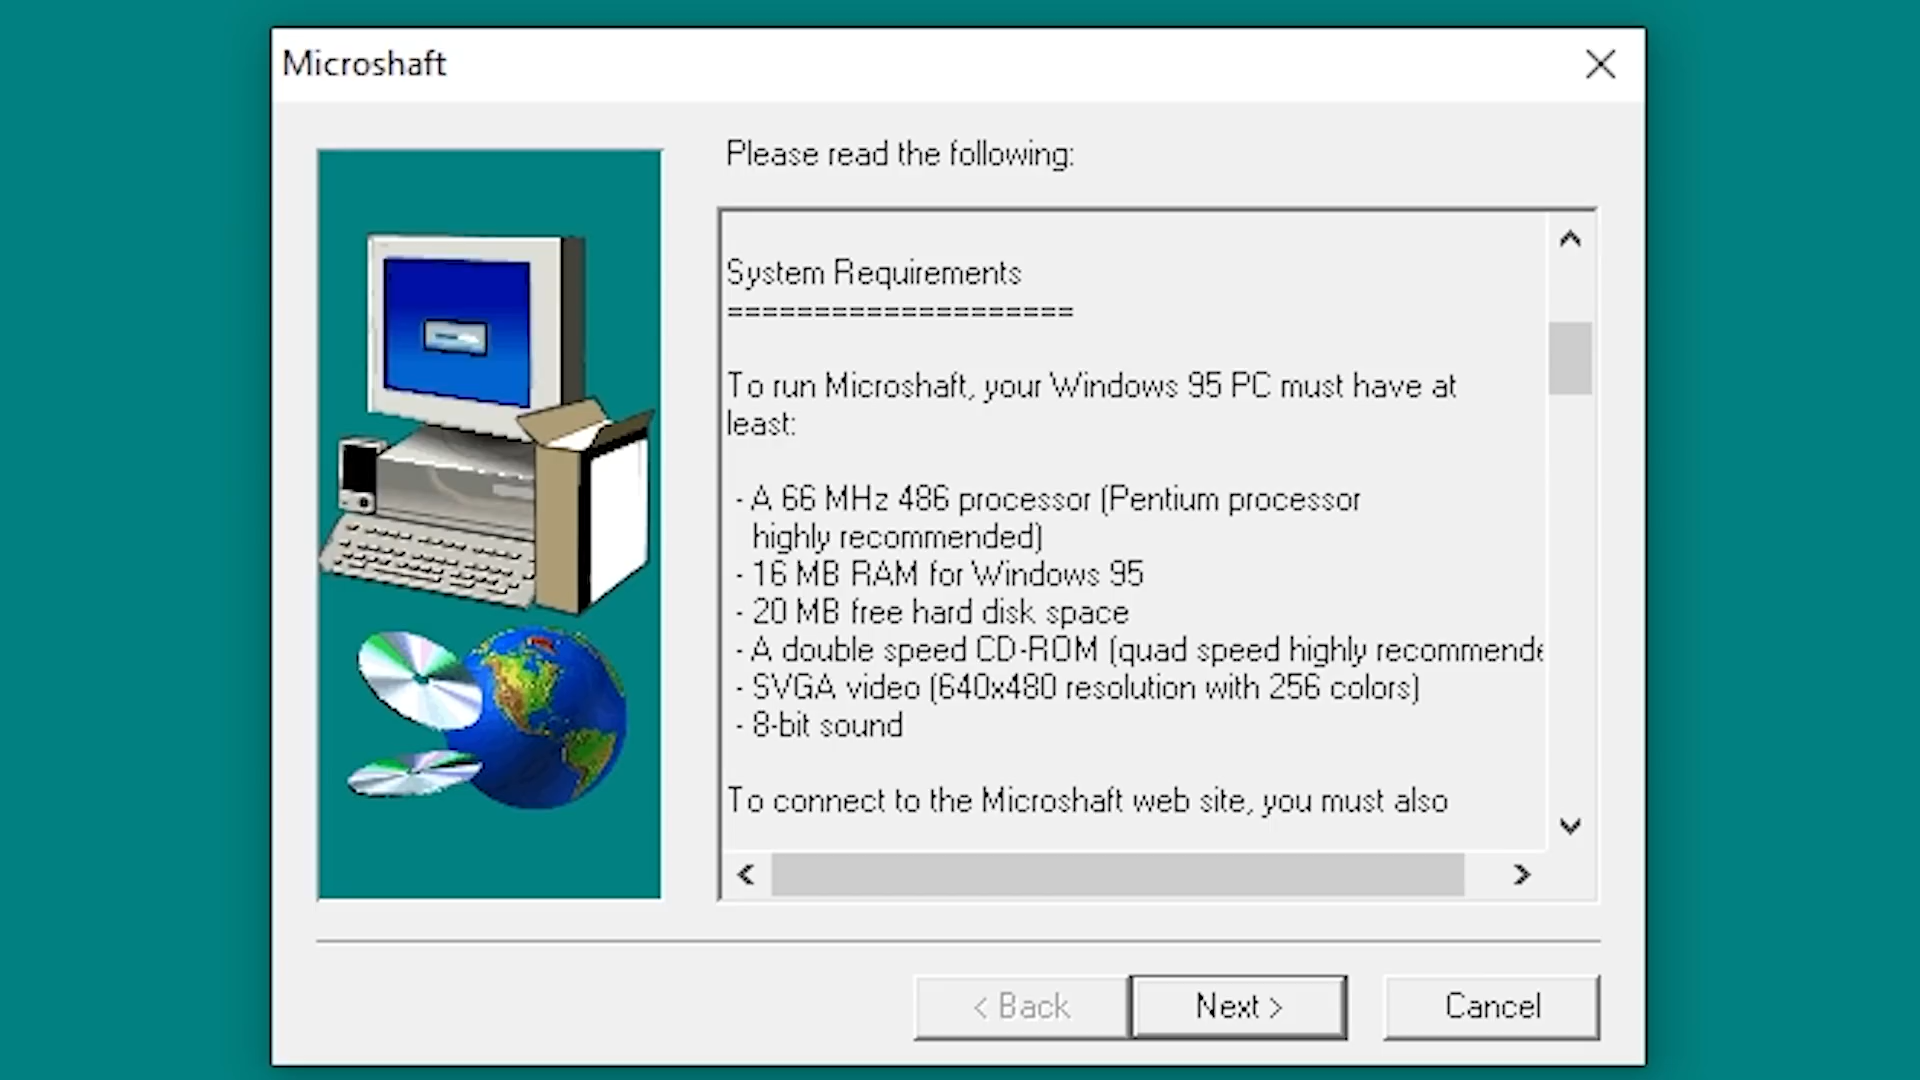 Microshaft
Please read the following:
System Requirements
====================
To run Microshaft, your Windows 95 PC must have at
least:
- A 66 MHz 486 processor (Pentium processor
highly recommended)
- 16 MB RAM for Windows 95
- 20 MB free hard disk space
- A double speed CD-ROM (quad speed highly recommende
- SVGA video (640x480 resolution with 256 colors)
- 8-bit sound
To connect to the Microshaft web site, you must also
< Back
Next >
Cancel